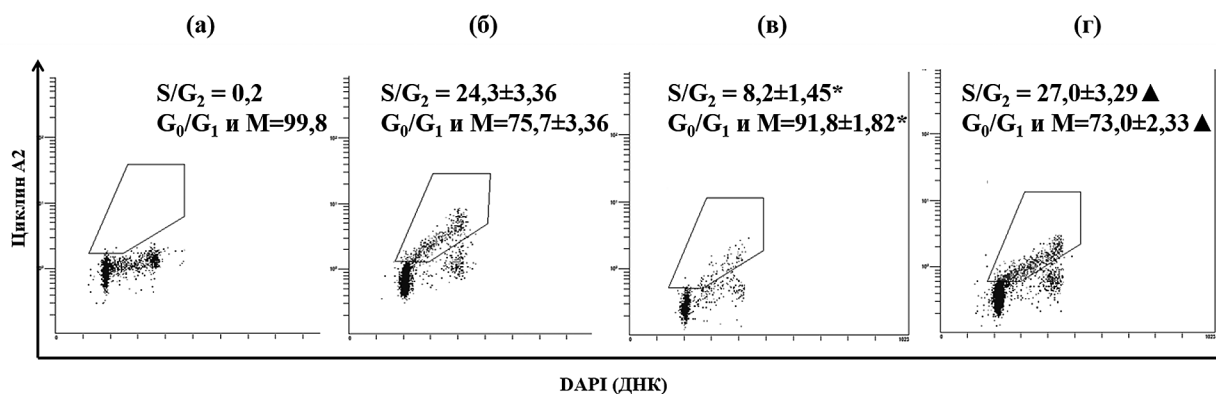 (а) (б) (в) (г)
S/G₂ = 0,2
G₀/G₁ и М=99,8
S/G₂ = 24,3±3,36
G₀/G₁ и М=75,7±3,36
S/G₂ = 8,2±1,45*
G₀/G₁ и М=91,8±1,82*
S/G₂ = 27,0±3,29▲
G₀/G₁ и М=73,0±2,33▲
Циклин А2
DAPI (ДНК)